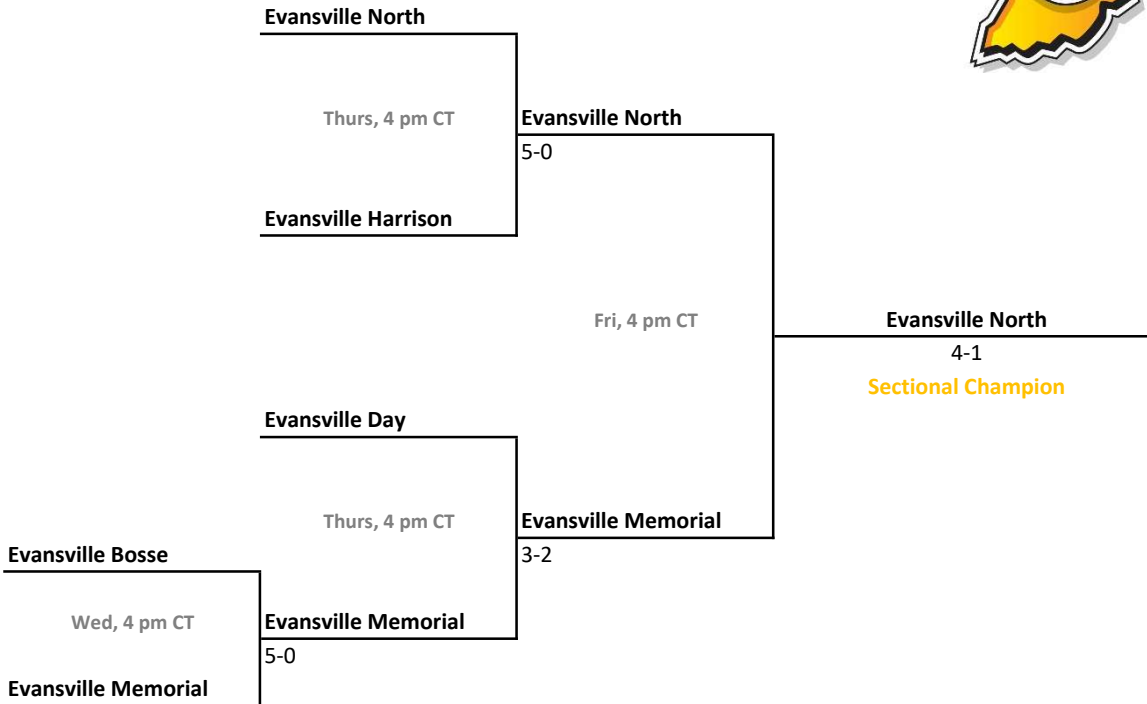 Evansville North
Thurs, 4 pm CT
Evansville North
5-0
Evansville Harrison
Fri, 4 pm CT
Evansville North
4-1
Sectional Champion
Evansville Day
Thurs, 4 pm CT
Evansville Memorial
3-2
Evansville Bosse
Wed, 4 pm CT
Evansville Memorial
5-0
Evansville Memorial